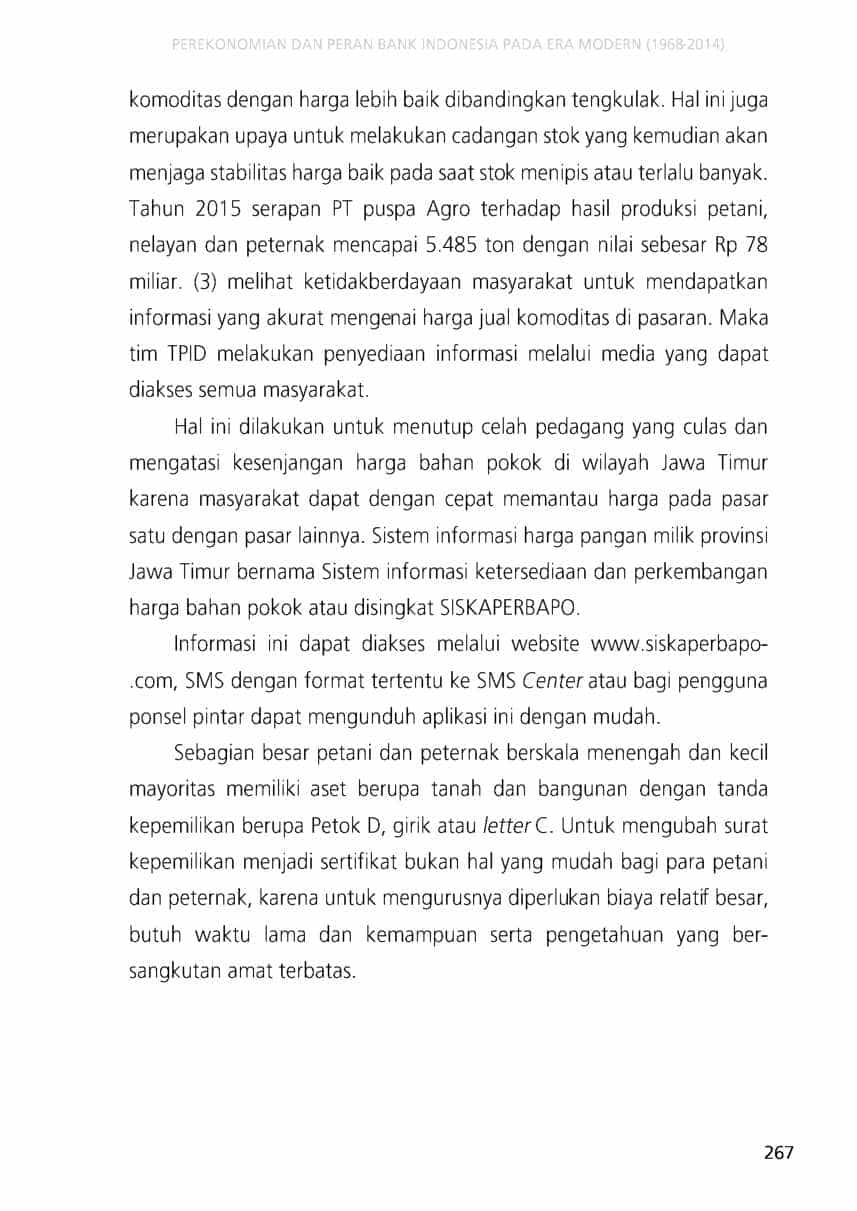 PEREKONOMIAN DAN PERAN BANK INDONESIA PADA ERA MODERN (1968-2014)
komoditas dengan harga lebih baik dibandingkan tengkulak. Hal ini juga
merupakan upaya untuk melakukan cadangan stok yang kemudian akan
menjaga stabilitas harga baik pada saat stok menipis atau terlalu banyak.
Tahun 2015 serapan PT puspa Agro terhadap hasil produksi petani,
nelayan dan peternak mencapai 5.485 ton dengan nilai sebesar Rp 78
miliar. (3) melihat ketidakberdayaan masyarakat untuk mendapatkan
informasi yang akurat mengenai harga jual komoditas di pasaran. Maka
tim TPID melakukan penyediaan informasi melalui media yang dapat
diakses semua masyarakat.
Hal ini dilakukan untuk menutup celah pedagang yang culas dan
mengatasi kesenjangan harga bahan pokok di wilayah Jawa Timur
karena masyarakat dapat dengan cepat memantau harga pada pasar
satu dengan pasar lainnya. Sistem informasi harga pangan milik provinsi
Jawa Timur bernama Sistem informasi ketersediaan dan perkembangan
harga bahan pokok atau disingkat SISKAPERBAPO.
Informasi ini dapat diakses melalui website www.siskaperbapo-
.com, SMS dengan format tertentu ke SMS Center atau bagi pengguna
ponsel pintar dapat mengunduh aplikasi ini dengan mudah.
Sebagian besar petani dan peternak berskala menengah dan kecil
mayoritas memiliki aset berupa tanah dan bangunan dengan tanda
kepemilikan berupa Petok D, girik atau letter C. Untuk mengubah surat
kepemilikan menjadi sertifikat bukan hal yang mudah bagi para petani
dan peternak, karena untuk mengurusnya diperlukan biaya relatif besar,
butuh waktu lama dan kemampuan serta pengetahuan yang ber-
sangkutan amat terbatas.
267